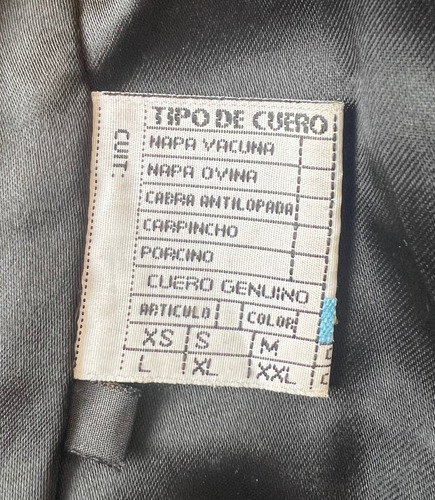 TIPO DE CUERO
CUIT.
NAPA VACUNA
NAPA OVINA
CABRA ANTILOPADA
CARPINCHO
PORCINO
CUERO GENUINO
ARTICULO COLOR
XS S M
L XL XXL